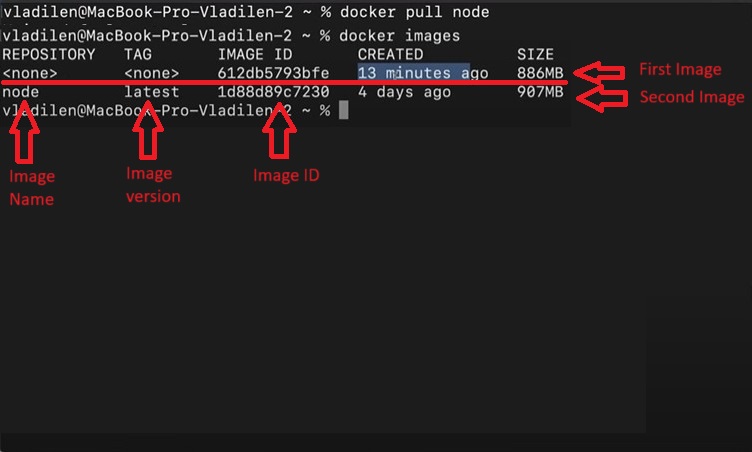 vladilen@MacBook-Pro-Vladilen-2 ~ % docker pull node
vladilen@MacBook-Pro-Vladilen-2 ~ % docker images
REPOSITORY TAG IMAGE ID CREATED SIZE
<none> <none> 612db5793bfe 13 minutes ago 886MB First Image
node latest 1d88d89c7230 4 days ago 907MB Second Image
vladilen@MacBook-Pro-Vladilen-2 ~ %
Image Name
Image version
Image ID